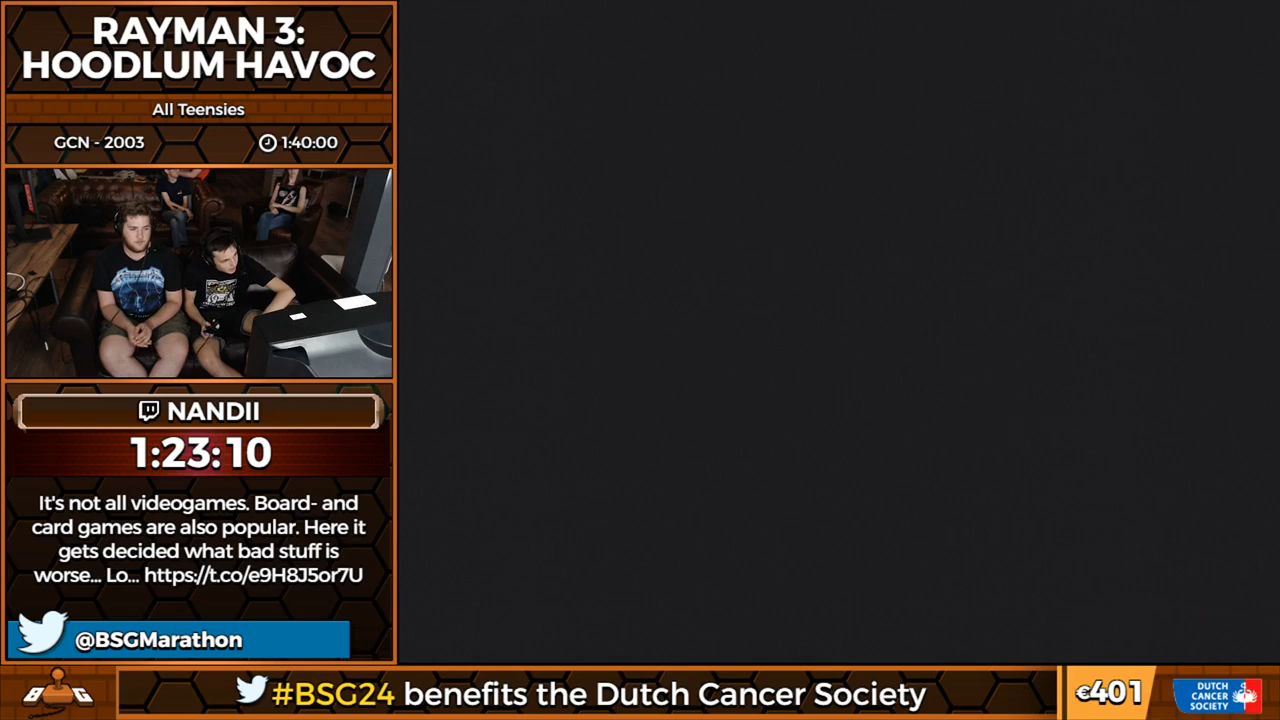 RAYMAN 3:
HOODLUM HAVOC
All Teensies
GCN - 2003
1:40:00
NANDII
1:23:10
It's not all videogames. Board- and
card games are also popular. Here it
gets decided what bad stuff is
worse... Lo... https://t.co/e9H8J5or7U
@BSGMarathon
BSG
#BSG24 benefits the Dutch Cancer Society
€401
DUTCH
CANCER
SOCIETY